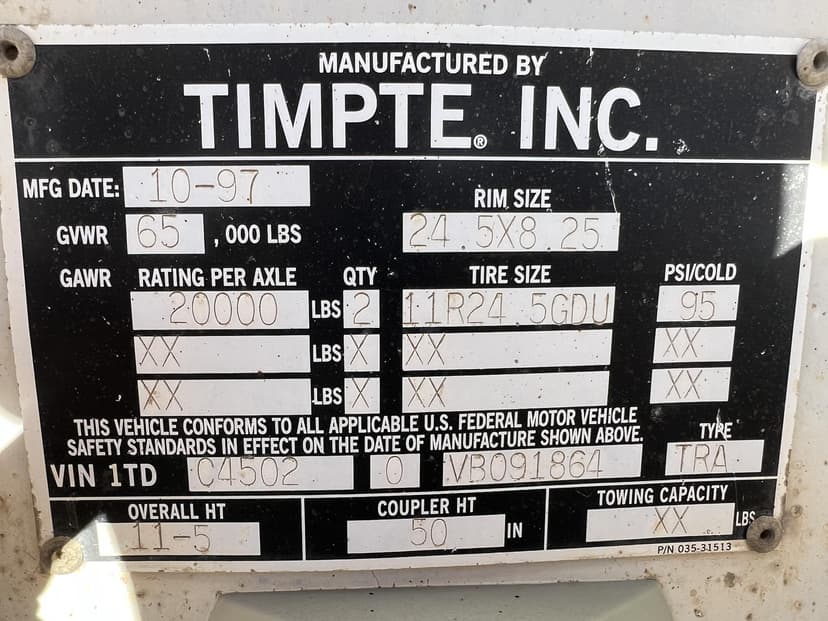 MANUFACTURED BY
TIMPTE® INC.
MFG DATE: 10-97
RIM SIZE
GVWR 65 ,000 LBS 24.5X8.25
GAWR RATING PER AXLE QTY TIRE SIZE PSI/COLD
20000 LBS 2 11R24.5GDU 95
XX LBS X XX XX
XX LBS X XX XX
THIS VEHICLE CONFORMS TO ALL APPLICABLE U.S. FEDERAL MOTOR VEHICLE
SAFETY STANDARDS IN EFFECT ON THE DATE OF MANUFACTURE SHOWN ABOVE.
TYPE
VIN 1TD C4502 0 VB091864 TRA
OVERALL HT COUPLER HT TOWING CAPACITY
11-5 50 IN XX LBS
P/N 035-31513